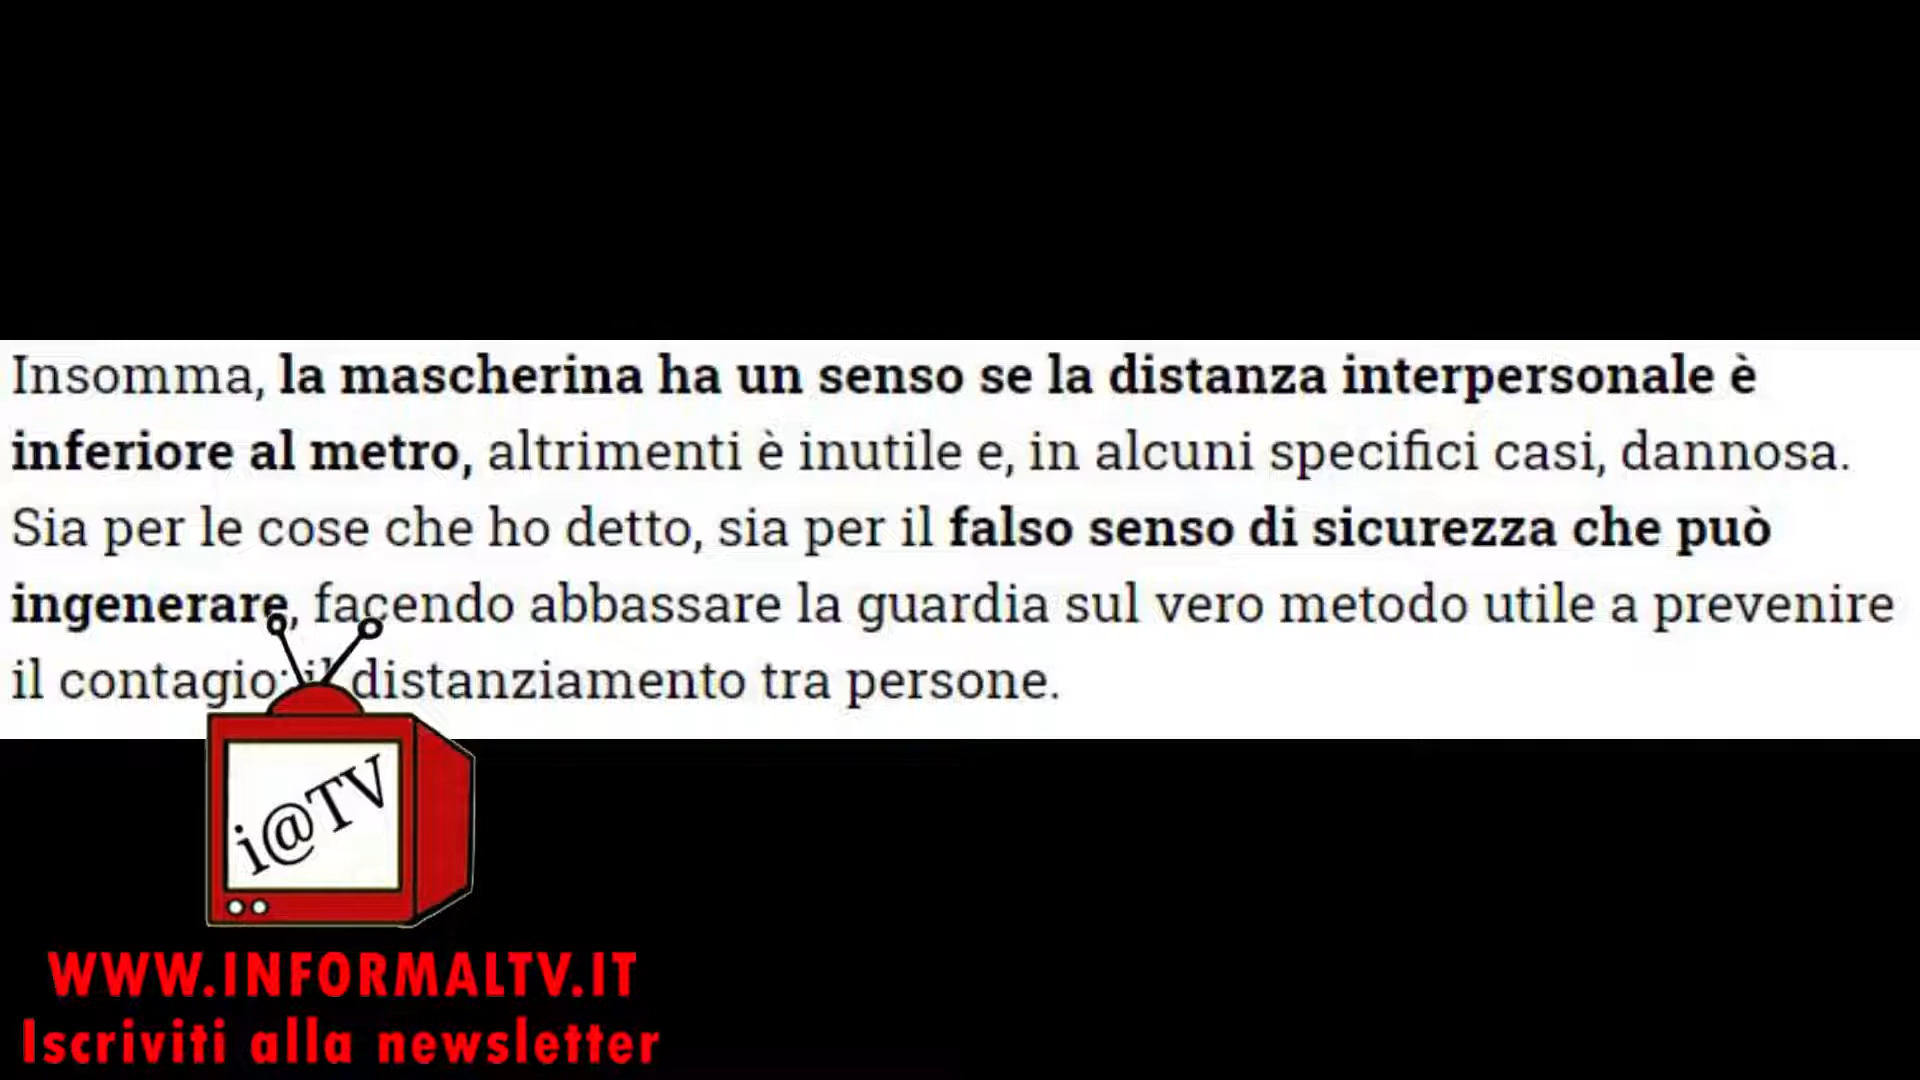 Insomma, la mascherina ha un senso se la distanza interpersonale è
inferiore al metro, altrimenti è inutile e, in alcuni specifici casi, dannosa.
Sia per le cose che ho detto, sia per il falso senso di sicurezza che può
ingenerare, facendo abbassare la guardia sul vero metodo utile a prevenire
il contagio: il distanziamento tra persone.
i@TV
WWW.INFORMALTV.IT
Iscriviti alla newsletter